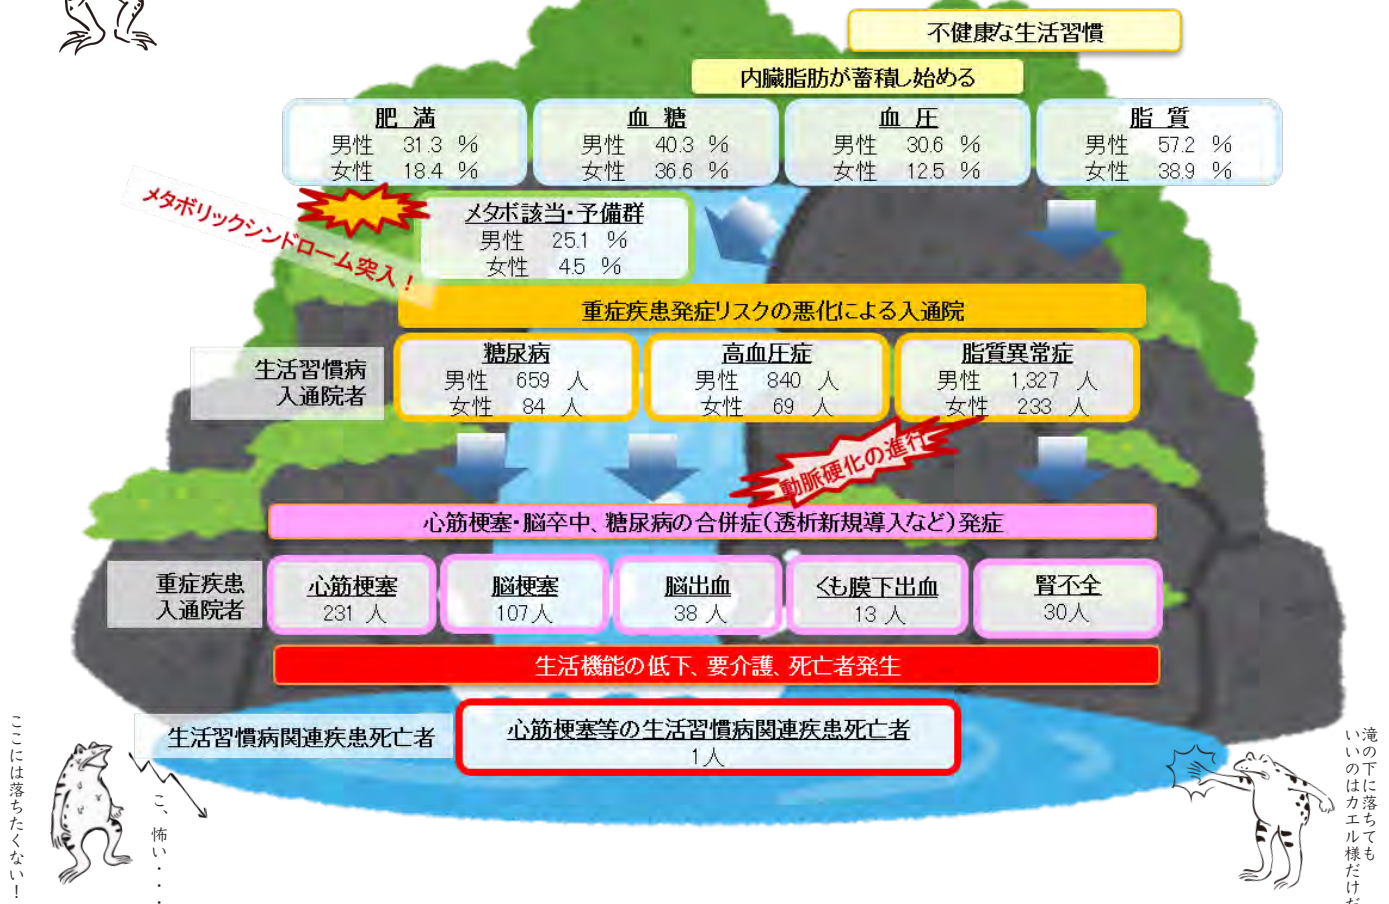 不健康な生活習慣
内臓脂肪が蓄積し始める
肥 満
男性 31.3 %
女性 18.4 %
血 糖
男性 40.3 %
女性 36.6 %
血 圧
男性 30.6 %
女性 12.5 %
脂 質
男性 57.2 %
女性 38.9 %
メタボリックシンドローム突入！
メタボ該当・予備群
男性 25.1 %
女性 4.5 %
重症疾患発症リスクの悪化による入通院
生活習慣病
入通院者
糖尿病
男性 659 人
女性 84 人
高血圧症
男性 840 人
女性 69 人
脂質異常症
男性 1,327 人
女性 233 人
動脈硬化の進行
心筋梗塞・脳卒中、糖尿病の合併症（透析新規導入など）発症
重症疾患
入通院者
心筋梗塞
231 人
脳梗塞
107人
脳出血
38 人
くも膜下出血
13 人
腎不全
30人
生活機能の低下、要介護、死亡者発生
生活習慣病関連疾患死亡者
心筋梗塞等の生活習慣病関連疾患死亡者
1人
ここには落ちたくない！
こ、怖い・・・
滝の下に落ちても
いいのはカエル様だけだ